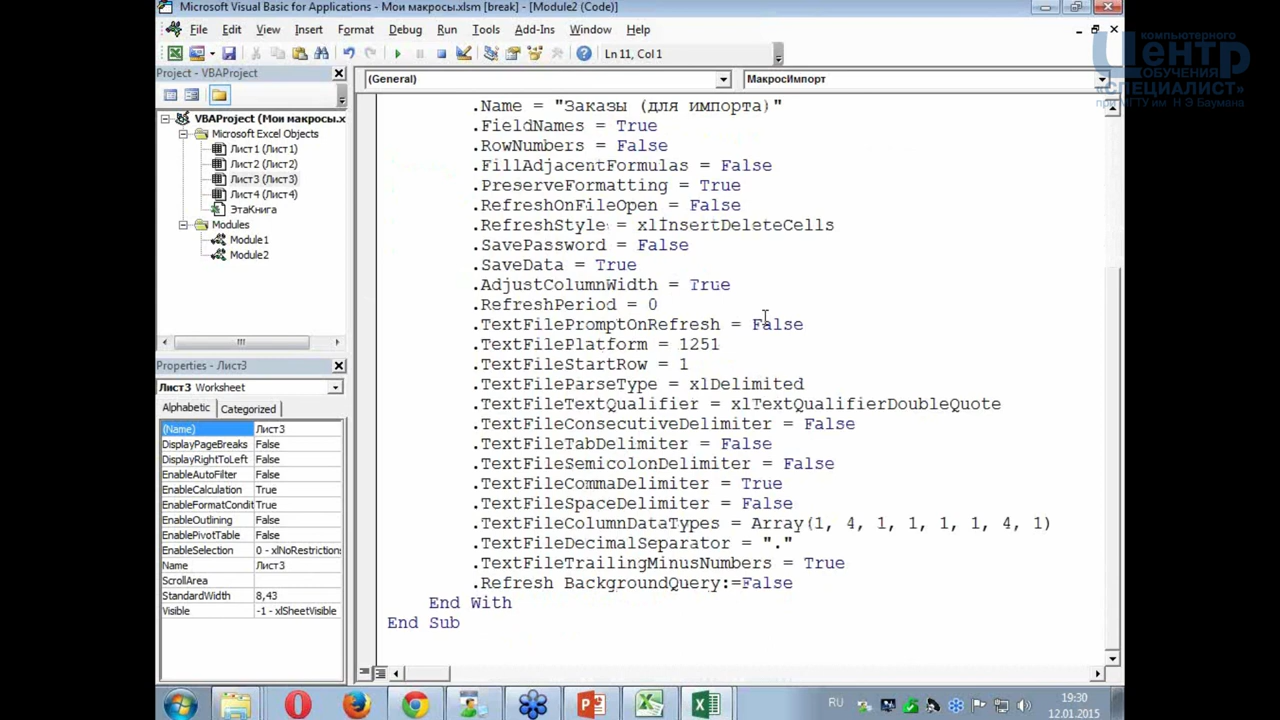 Microsoft Visual Basic for Applications - Мои макросы.xlsm [break] - [Module2 (Code)]
File Edit View Insert Format Debug Run Tools Add-Ins Window Help
Ln 11, Col 1
компьютерного
Центр
ОБУЧЕНИЯ
«СПЕЦИАЛИСТ»
при МГТУ им. Н.Э.Баумана
Project - VBAProject
(General) МакросИмпорт
VBAProject (Мои макросы.x
Microsoft Excel Objects
Лист1 (Лист1)
Лист2 (Лист2)
Лист3 (Лист3)
Лист4 (Лист4)
ЭтаКнига
Modules
Module1
Module2
Properties - Лист3
Лист3 Worksheet
Alphabetic Categorized
(Name) Лист3
DisplayPageBreaks False
DisplayRightToLeft False
EnableAutoFilter False
EnableCalculation True
EnableFormatCondit True
EnableOutlining False
EnablePivotTable False
EnableSelection 0 - xlNoRestrictions
Name Лист3
ScrollArea
StandardWidth 8,43
Visible -1 - xlSheetVisible
.Name = "Заказы (для импорта)"
.FieldNames = True
.RowNumbers = False
.FillAdjacentFormulas = False
.PreserveFormatting = True
.RefreshOnFileOpen = False
.RefreshStyle = xlInsertDeleteCells
.SavePassword = False
.SaveData = True
.AdjustColumnWidth = True
.RefreshPeriod = 0
.TextFilePromptOnRefresh = False
.TextFilePlatform = 1251
.TextFileStartRow = 1
.TextFileParseType = xlDelimited
.TextFileTextQualifier = xlTextQualifierDoubleQuote
.TextFileConsecutiveDelimiter = False
.TextFileTabDelimiter = False
.TextFileSemicolonDelimiter = False
.TextFileCommaDelimiter = True
.TextFileSpaceDelimiter = False
.TextFileColumnDataTypes = Array(1, 4, 1, 1, 1, 1, 4, 1)
.TextFileDecimalSeparator = "."
.TextFileTrailingMinusNumbers = True
.Refresh BackgroundQuery:=False
End With
End Sub
RU
19:30
12.01.2015